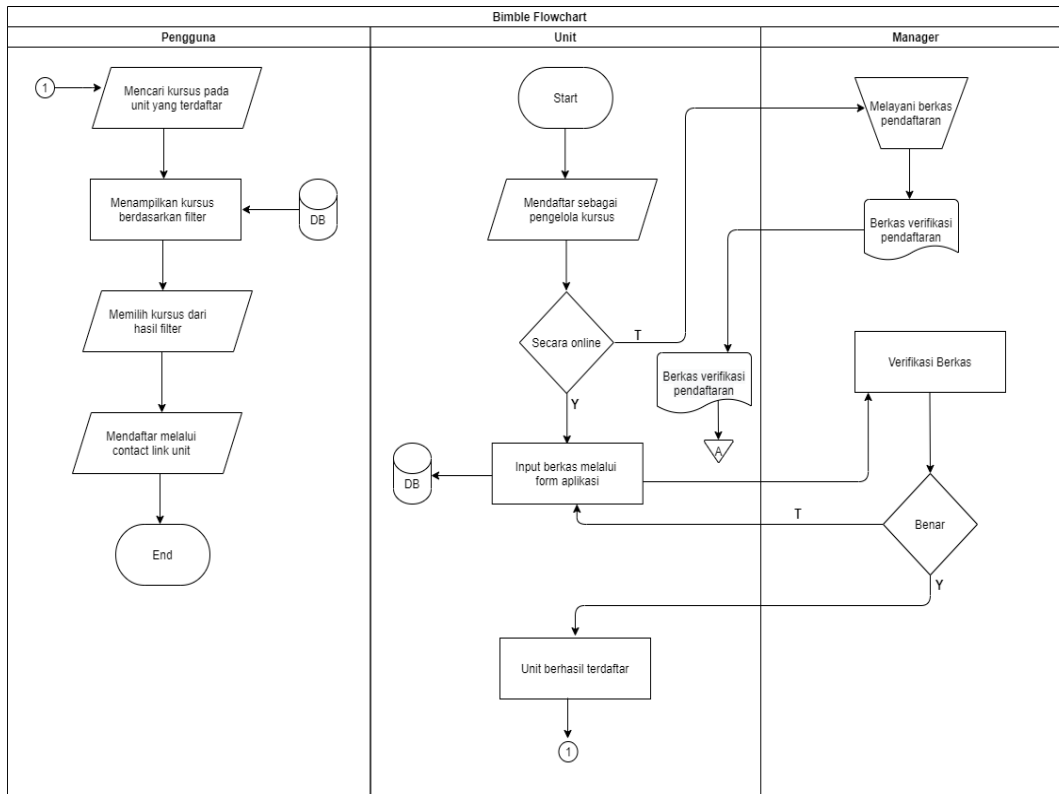 Bimble Flowchart
Pengguna
Unit
Manager
1
Mencari kursus pada
unit yang terdaftar
Menampilkan kursus
berdasarkan filter
DB
Memilih kursus dari
hasil filter
Mendaftar melalui
contact link unit
End
Start
Mendaftar sebagai
pengelola kursus
Secara online
T
Y
Berkas verifikasi
pendaftaran
A
Input berkas melalui
form aplikasi
DB
Unit berhasil terdaftar
1
Melayani berkas
pendaftaran
Berkas verifikasi
pendaftaran
Verifikasi Berkas
Benar
T
Y